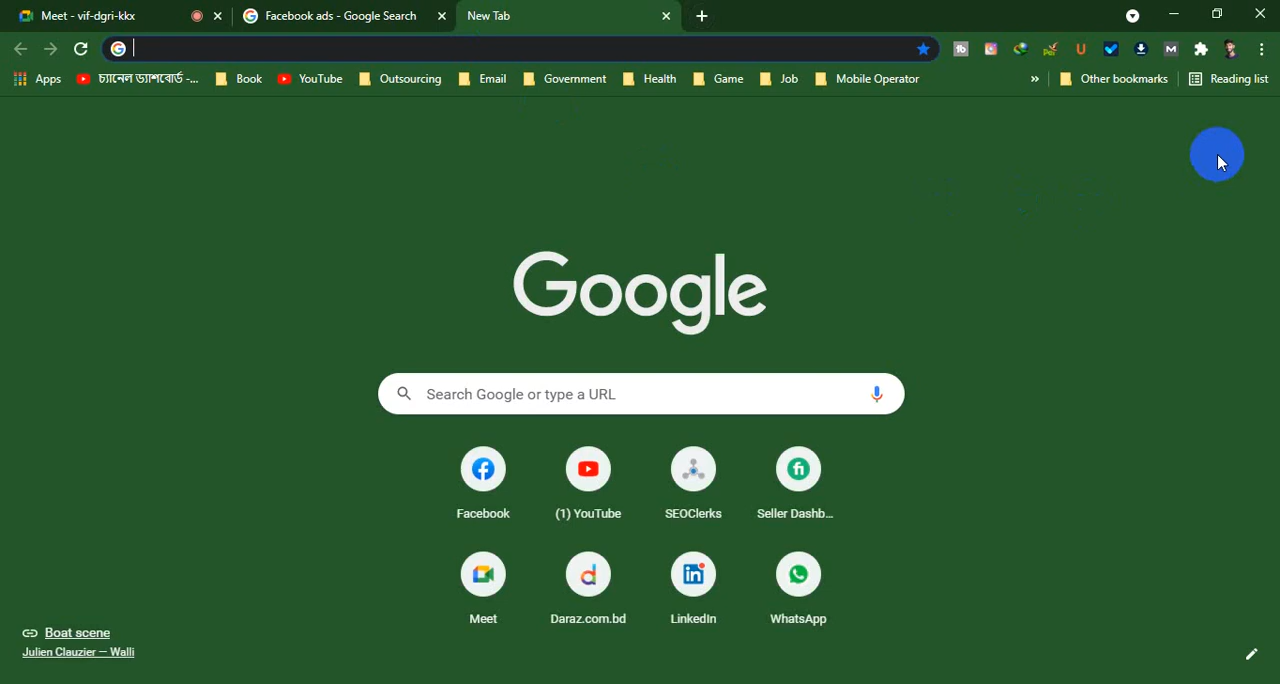 Meet - vif-dgri-kkx
Facebook ads - Google Search
New Tab
Apps
চ্যানেল ড্যাশবোর্ড -...
Book
YouTube
Outsourcing
Email
Government
Health
Game
Job
Mobile Operator
»
Other bookmarks
Reading list
Google
Search Google or type a URL
Facebook
(1) YouTube
SEOClerks
Seller Dashb...
Meet
Daraz.com.bd
LinkedIn
WhatsApp
Boat scene
Julien Clauzier — Walli